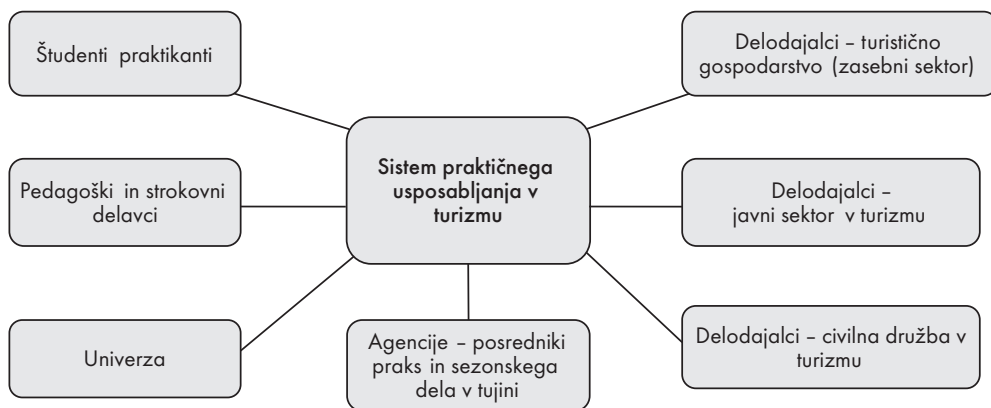 Študenti praktikanti
Delodajalci – turistično
gospodarstvo (zasebni sektor)
Sistem praktičnega
usposabljanja v
turizmu
Pedagoški in strokovni
delavci
Delodajalci –
javni sektor v turizmu
Univerza
Agencije – posredniki
praks in sezonskega
dela v tujini
Delodajalci – civilna družba v
turizmu